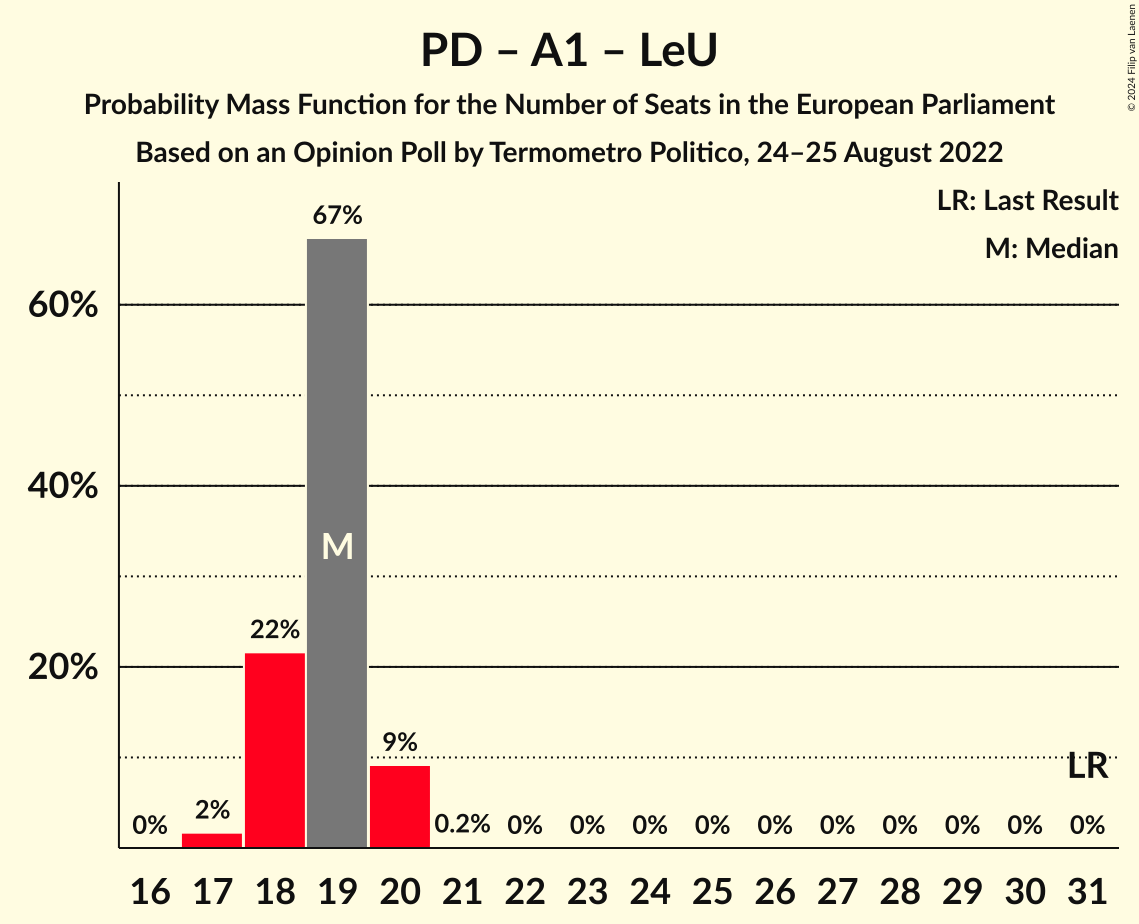 PD – A1 – LeU
Probability Mass Function for the Number of Seats in the European Parliament
Based on an Opinion Poll by Termometro Politico, 24–25 August 2022
© 2024 Filip van Laenen
LR: Last Result
M: Median
67%
60%
40%
M
22%
20%
9%
LR
0%
2%
0.2%
0%
0%
0%
0%
0%
0%
0%
0%
0%
0%
16 17 18 19 20 21 22 23 24 25 26 27 28 29 30 31